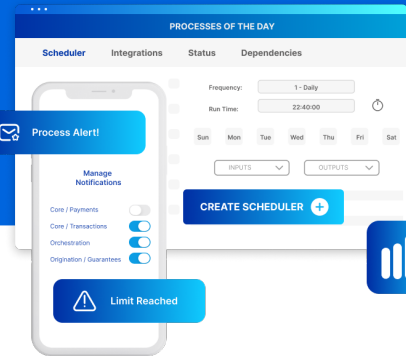 PROCESSES OF THE DAY
Scheduler Integrations Status Dependencies
Frequency: 1 - Daily
Run Time: 22:40:00
Sun Mon Tue Wed Thu Fri Sat
INPUTS OUTPUTS
CREATE SCHEDULER
Process Alert!
Manage
Notifications
Core / Payments
Core / Transactions
Orchestration
Origination / Guarantees
Limit Reached